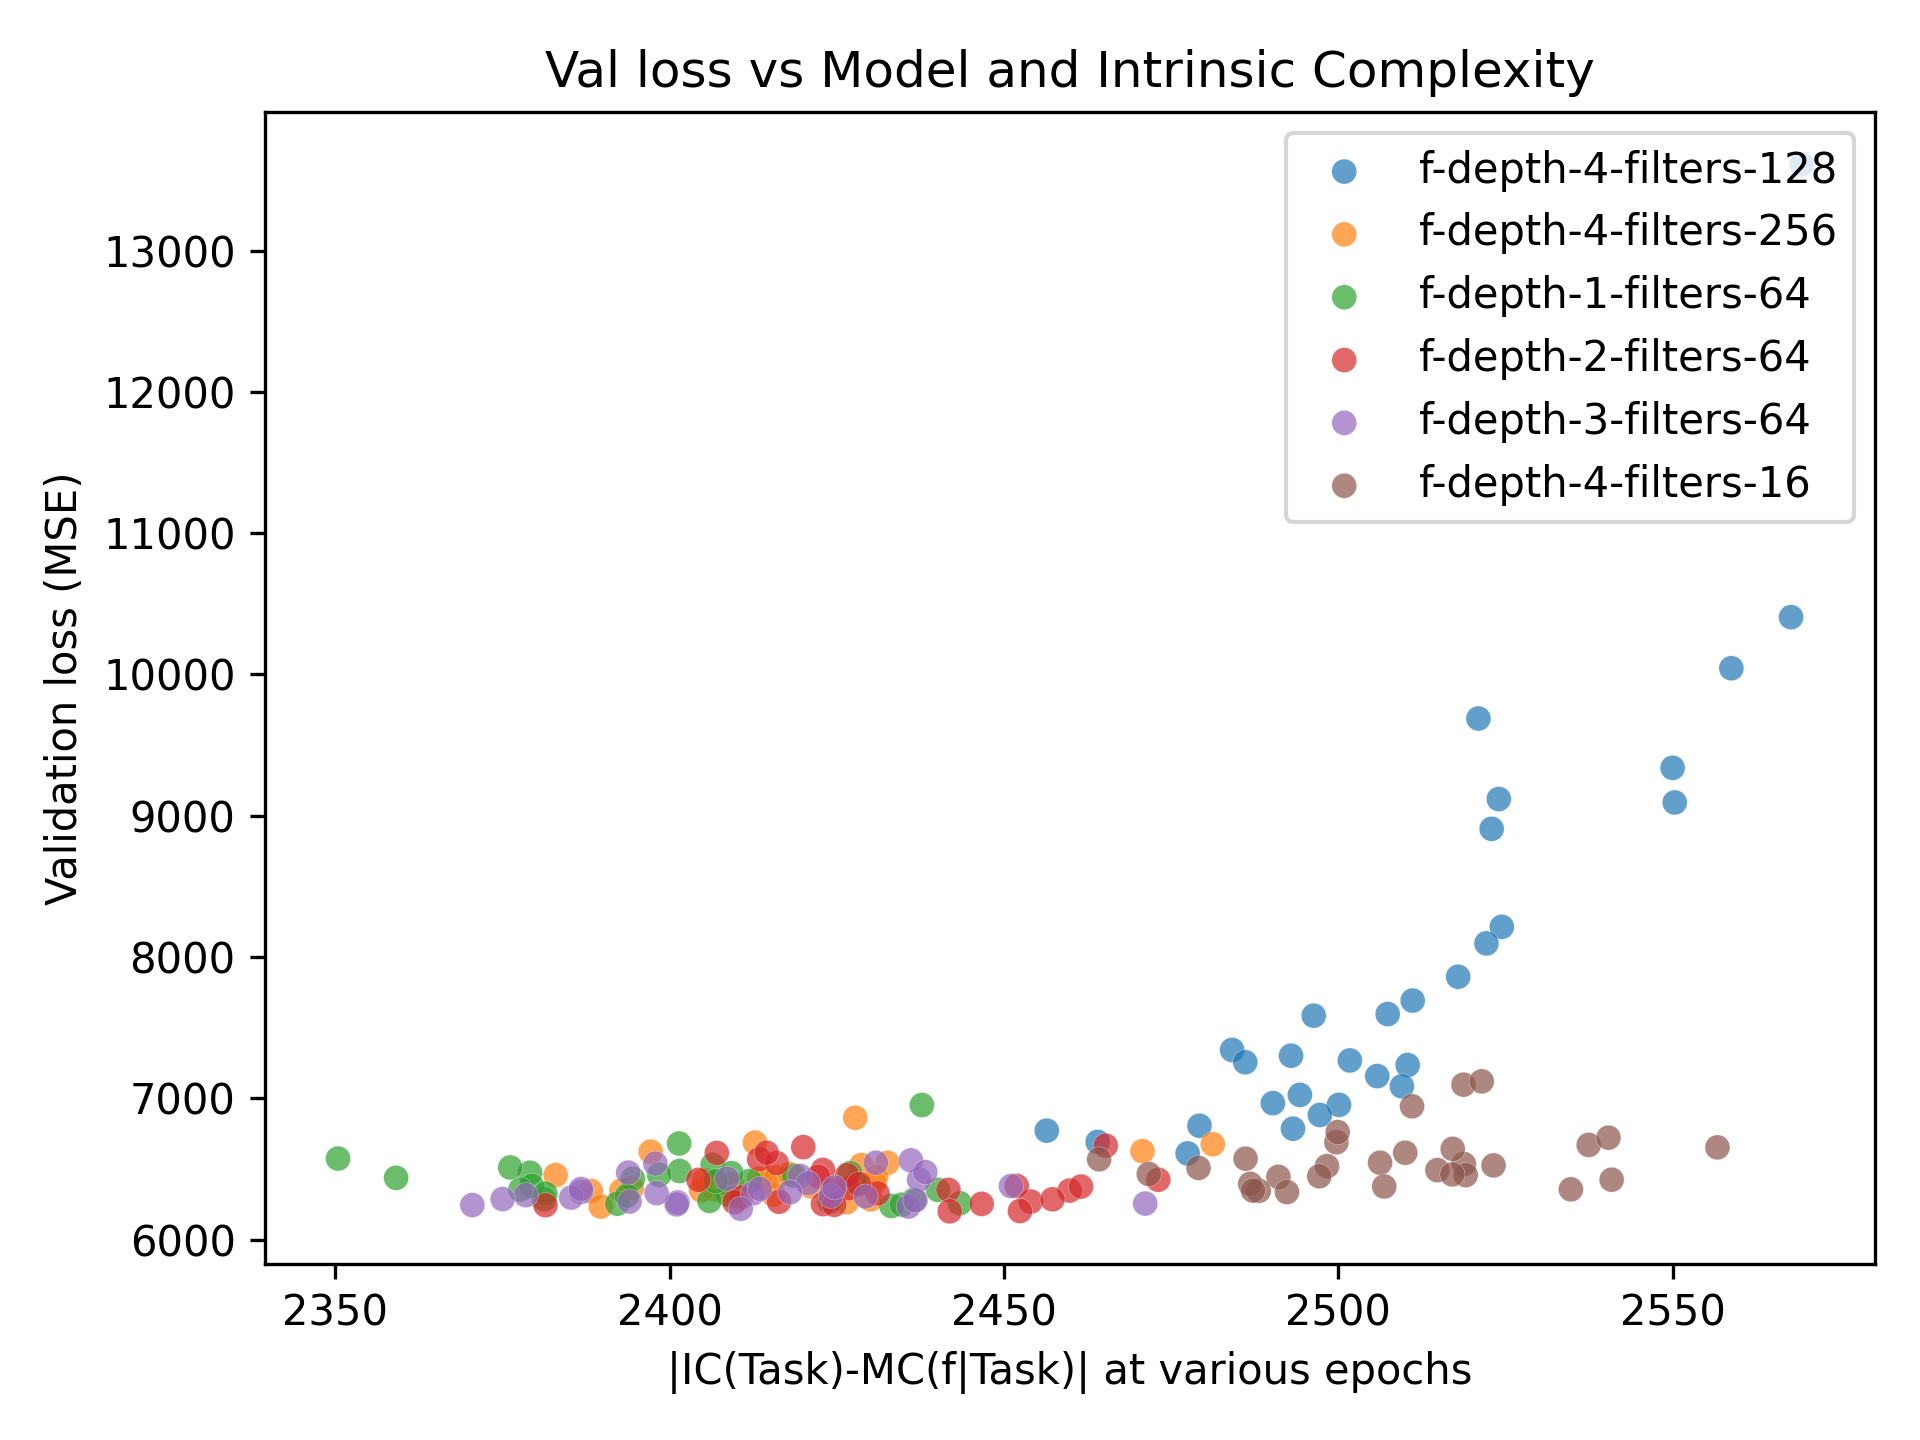 Val loss vs Model and Intrinsic Complexity
f-depth-4-filters-128
f-depth-4-filters-256
f-depth-1-filters-64
f-depth-2-filters-64
f-depth-3-filters-64
f-depth-4-filters-16
Validation loss (MSE)
13000
12000
11000
10000
9000
8000
7000
6000
2350 2400 2450 2500 2550
|IC(Task)-MC(f|Task)| at various epochs